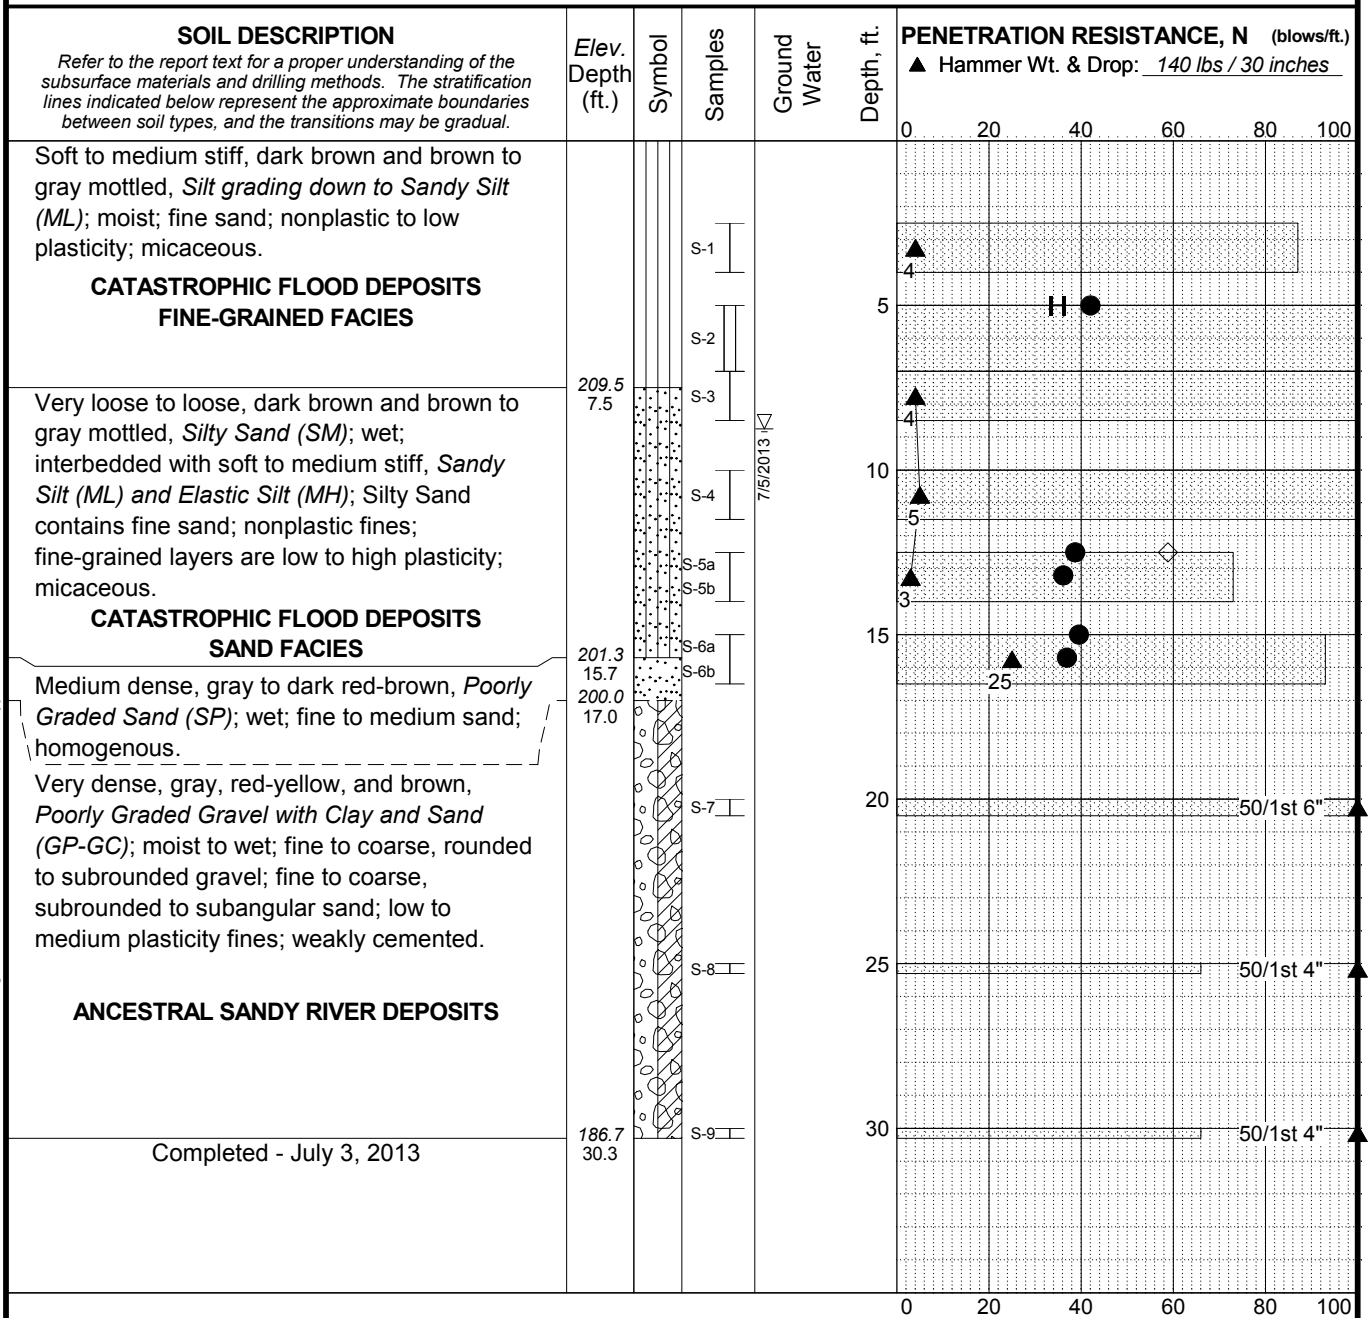 SOIL DESCRIPTION
Refer to the report text for a proper understanding of the
subsurface materials and drilling methods. The stratification
lines indicated below represent the approximate boundaries
between soil types, and the transitions may be gradual.
Elev.
Depth
(ft.)
Symbol
Samples
Ground
Water
Depth, ft.
PENETRATION RESISTANCE, N (blows/ft.)
▲ Hammer Wt. & Drop: 140 lbs / 30 inches
0 20 40 60 80 100
Soft to medium stiff, dark brown and brown to
gray mottled, Silt grading down to Sandy Silt
(ML); moist; fine sand; nonplastic to low
plasticity; micaceous.
CATASTROPHIC FLOOD DEPOSITS
FINE-GRAINED FACIES
S-1
4
5
S-2
209.5
7.5
S-3
4
Very loose to loose, dark brown and brown to
gray mottled, Silty Sand (SM); wet;
interbedded with soft to medium stiff, Sandy
Silt (ML) and Elastic Silt (MH); Silty Sand
contains fine sand; nonplastic fines;
fine-grained layers are low to high plasticity;
micaceous.
CATASTROPHIC FLOOD DEPOSITS
SAND FACIES
7/5/2013
10
S-4
5
S-5a
S-5b
3
15
S-6a
S-6b
25
201.3
15.7
200.0
17.0
Medium dense, gray to dark red-brown, Poorly
Graded Sand (SP); wet; fine to medium sand;
homogenous.
Very dense, gray, red-yellow, and brown,
Poorly Graded Gravel with Clay and Sand
(GP-GC); moist to wet; fine to coarse, rounded
to subrounded gravel; fine to coarse,
subrounded to subangular sand; low to
medium plasticity fines; weakly cemented.
ANCESTRAL SANDY RIVER DEPOSITS
S-7
20
50/1st 6"
S-8
25
50/1st 4"
S-9
30
50/1st 4"
186.7
30.3
Completed - July 3, 2013
0 20 40 60 80 100